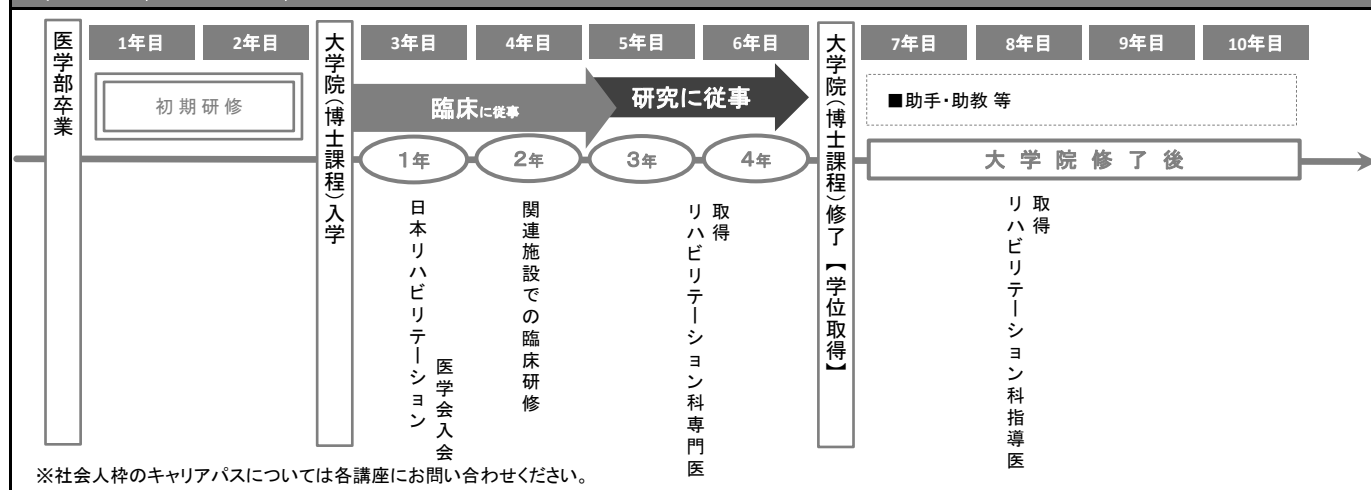 医学部卒業
1年目
2年目
初期研修
大学院（博士課程）入学
3年目
4年目
5年目
6年目
臨床に従事
研究に従事
1年
2年
3年
4年
日本リハビリテーション
医学会入会
関連施設での臨床研修
リハビリテーション科専門医
取得
大学院（博士課程）修了【学位取得】
7年目
8年目
9年目
10年目
■助手・助教 等
大学院修了後
リハビリテーション科指導医
取得
※社会人枠のキャリアパスについては各講座にお問い合わせください。